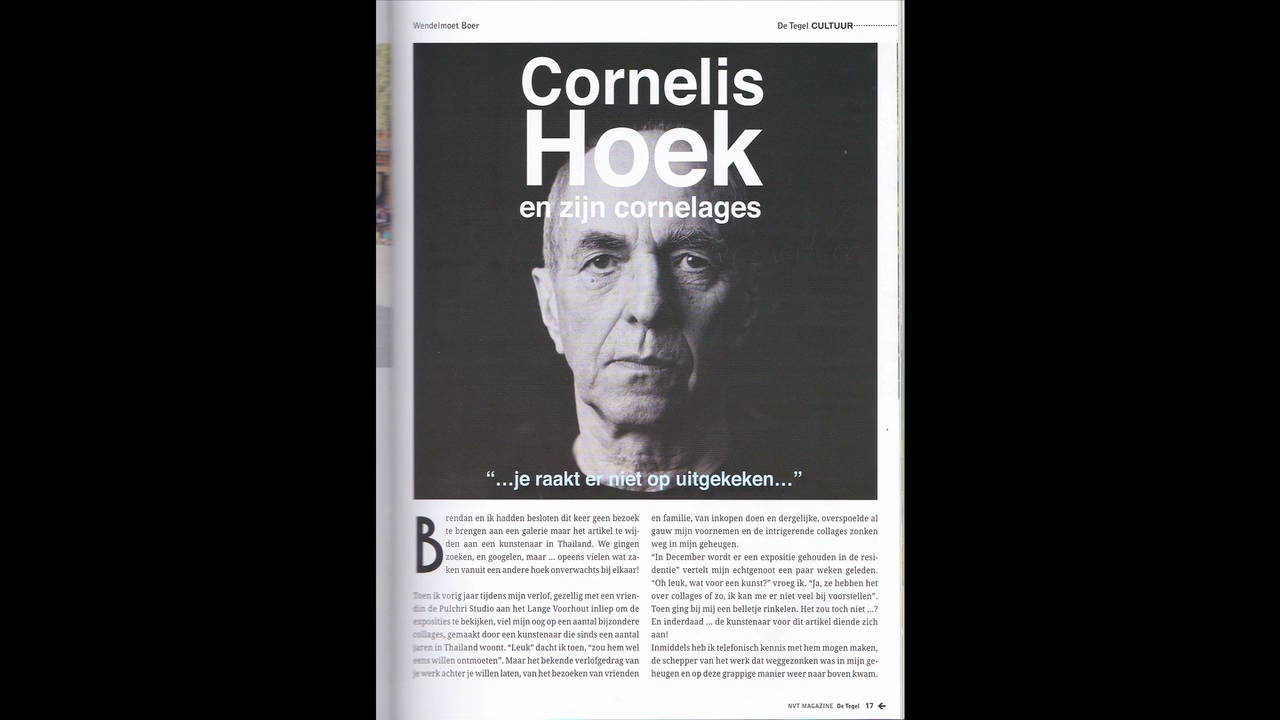 Wendelmoet Boer
De Tegel CULTUUR
Cornelis
Hoek
en zijn cornelages
“...je raakt er niet op uitgekeken...”
Brendan en ik hadden besloten dit keer geen bezoek
te brengen aan een galerie maar het artikel te wij-
den aan een kunstenaar in Thailand. We gingen
zoeken, en googelen, maar ... opeens vielen wat za-
ken vanuit een andere hoek onverwachts bij elkaar!
Toen ik vorig jaar tijdens mijn verlof, gezellig met een vrien-
din de Pulchri Studio aan het Lange Voorhout inliep om de
exposities te bekijken, viel mijn oog op een aantal bijzondere
collages, gemaakt door een kunstenaar die sinds een aantal
jaren in Thailand woont. “Leuk” dacht ik toen, “zou hem wel
eens willen ontmoeten”. Maar het bekende verlofgedrag van
je werk achter je willen laten, van het bezoeken van vrienden
en familie, van inkopen doen en dergelijke, overspoelde al
gauw mijn voornemen en de intrigerende collages zonken
weg in mijn geheugen.
“In December wordt er een expositie gehouden in de resi-
dentie” vertelt mijn echtgenoot een paar weken geleden.
“Oh leuk, wat voor een kunst?” vroeg ik. “Ja, ze hebben het
over collages of zo, ik kan me er niet veel bij voorstellen”.
Toen ging bij mij een belletje rinkelen. Het zou toch niet ...?
En inderdaad ... de kunstenaar voor dit artikel diende zich
aan!
Inmiddels heb ik telefonisch kennis met hem mogen maken,
de schepper van het werk dat weggezonken was in mijn ge-
heugen en op deze grappige manier weer naar boven kwam.
NVT MAGAZINE De Tegel 17